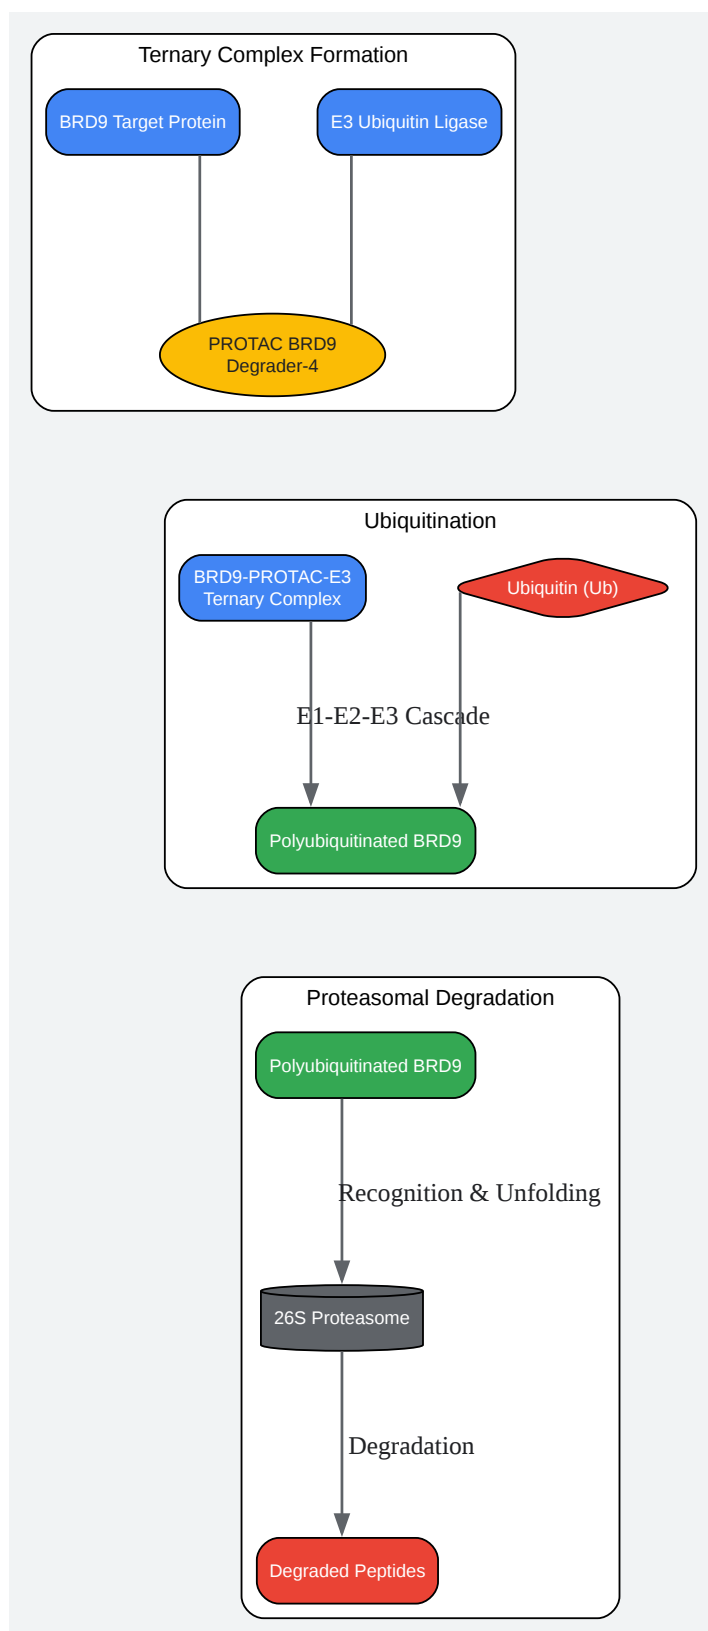 Ternary Complex Formation
BRD9 Target Protein
E3 Ubiquitin Ligase
PROTAC BRD9
Degrader-4
Ubiquitination
BRD9-PROTAC-E3
Ternary Complex
Ubiquitin (Ub)
E1-E2-E3 Cascade
Polyubiquitinated BRD9
Proteasomal Degradation
Polyubiquitinated BRD9
Recognition & Unfolding
26S Proteasome
Degradation
Degraded Peptides